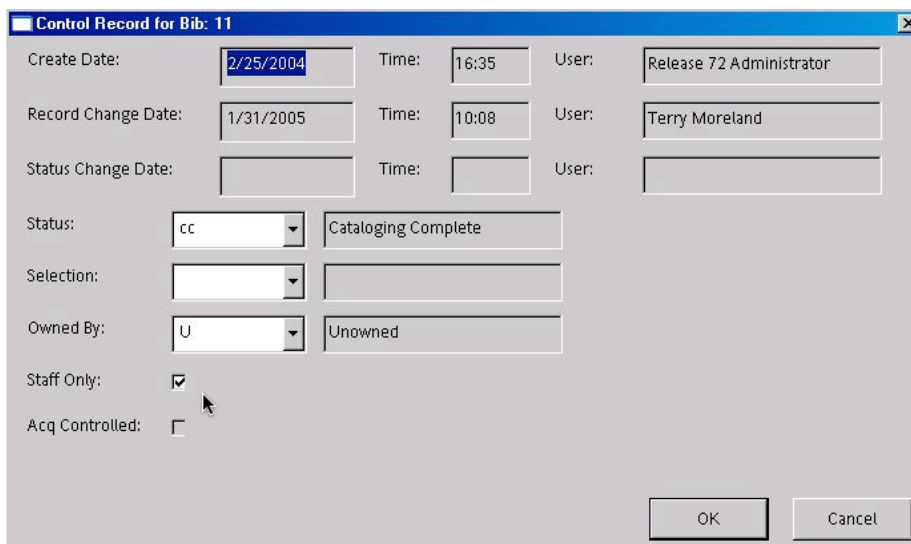 Control Record for Bib: 11
Create Date: 2/25/2004 Time: 16:35 User: Release 72 Administrator
Record Change Date: 1/31/2005 Time: 10:08 User: Terry Moreland
Status Change Date: Time: User:
Status: cc Cataloging Complete
Selection:
Owned By: U Unowned
Staff Only:
Acq Controlled:
OK Cancel